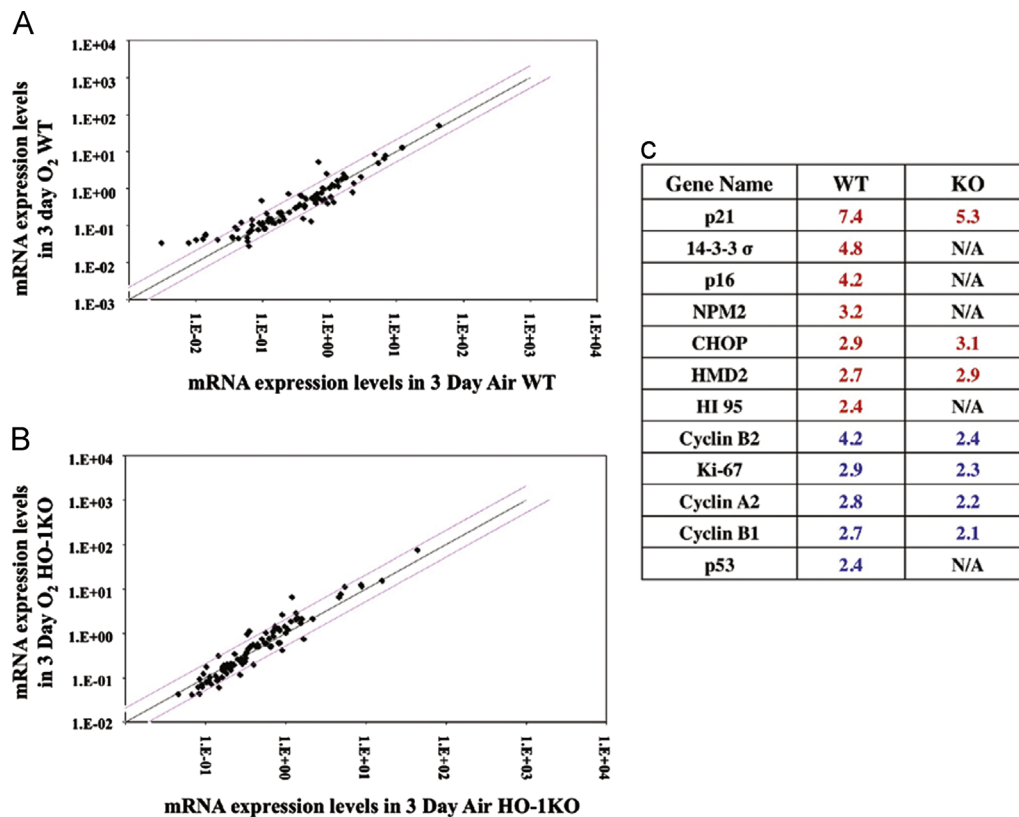 A
mRNA expression levels
in 3 day O2 WT
1.E+04
1.E+03
1.E+02
1.E+01
1.E+00
1.E-01
1.E-02
1.E-03
1.E-02
1.E-01
1.E+00
1.E+01
1.E+02
1.E+03
1.E+04
mRNA expression levels in 3 Day Air WT
B
mRNA expression levels
in 3 Day O2 HO-1KO
1.E+04
1.E+03
1.E+02
1.E+01
1.E+00
1.E-01
1.E-02
1.E-01
1.E+00
1.E+01
1.E+02
1.E+03
1.E+04
mRNA expression levels in 3 Day Air HO-1KO
C
Gene Name WT KO
p21 7.4 5.3
14-3-3 σ 4.8 N/A
p16 4.2 N/A
NPM2 3.2 N/A
CHOP 2.9 3.1
HMD2 2.7 2.9
HI 95 2.4 N/A
Cyclin B2 4.2 2.4
Ki-67 2.9 2.3
Cyclin A2 2.8 2.2
Cyclin B1 2.7 2.1
p53 2.4 N/A